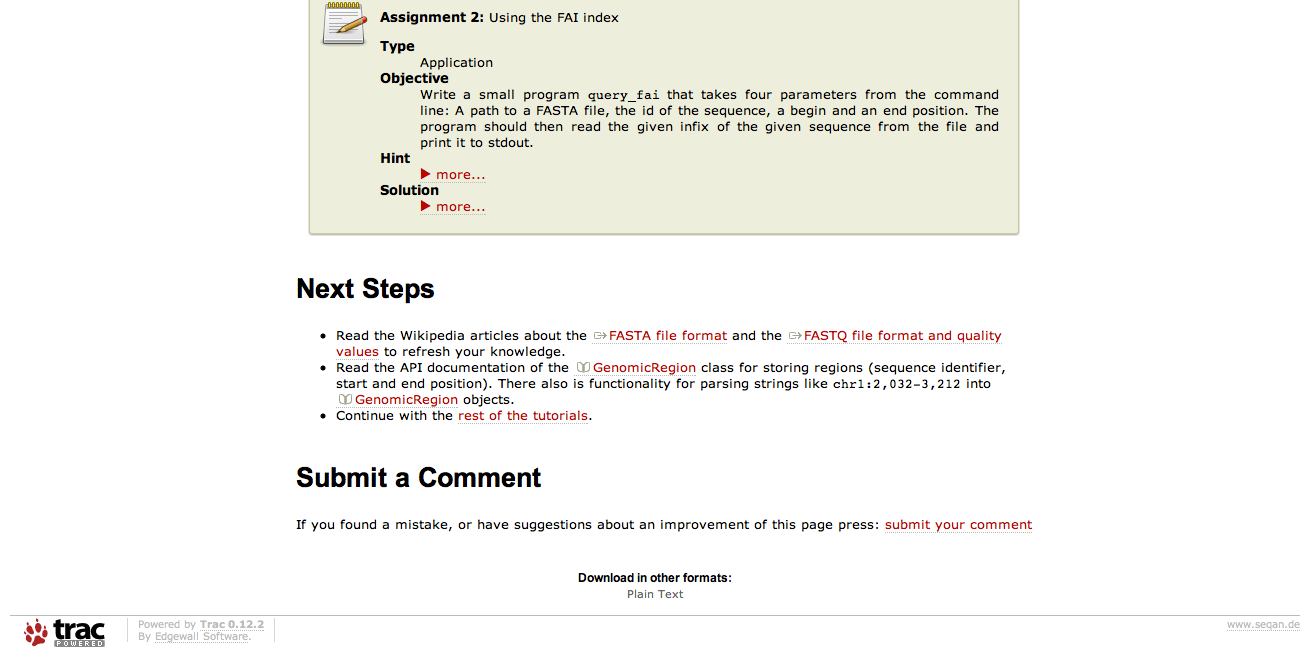 Assignment 2: Using the FAI index
Type
Application
Objective
Write a small program query_fai that takes four parameters from the command
line: A path to a FASTA file, the id of the sequence, a begin and an end position. The
program should then read the given infix of the given sequence from the file and
print it to stdout.
Hint
more...
Solution
more...
Next Steps
Read the Wikipedia articles about the FASTA file format and the FASTQ file format and quality
values to refresh your knowledge.
Read the API documentation of the GenomicRegion class for storing regions (sequence identifier,
start and end position). There also is functionality for parsing strings like chr1:2,032-3,212 into
GenomicRegion objects.
Continue with the rest of the tutorials.
Submit a Comment
If you found a mistake, or have suggestions about an improvement of this page press: submit your comment
Download in other formats:
Plain Text
trac
POWERED
Powered by Trac 0.12.2
By Edgewall Software.
www.seqan.de